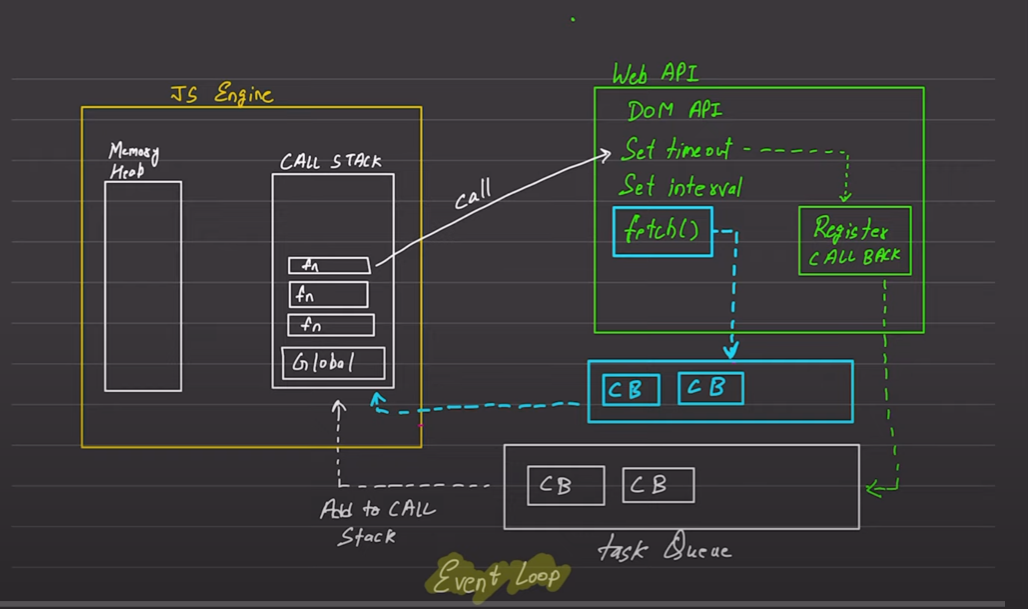 JS Engine
Memory
Heap
CALL STACK
fn
fn
fn
Global
call
Web API
DOM API
Set timeout
Set interval
fetch()
Register
CALL BACK
CB
CB
CB
CB
Add to CALL
Stack
task Queue
Event Loop